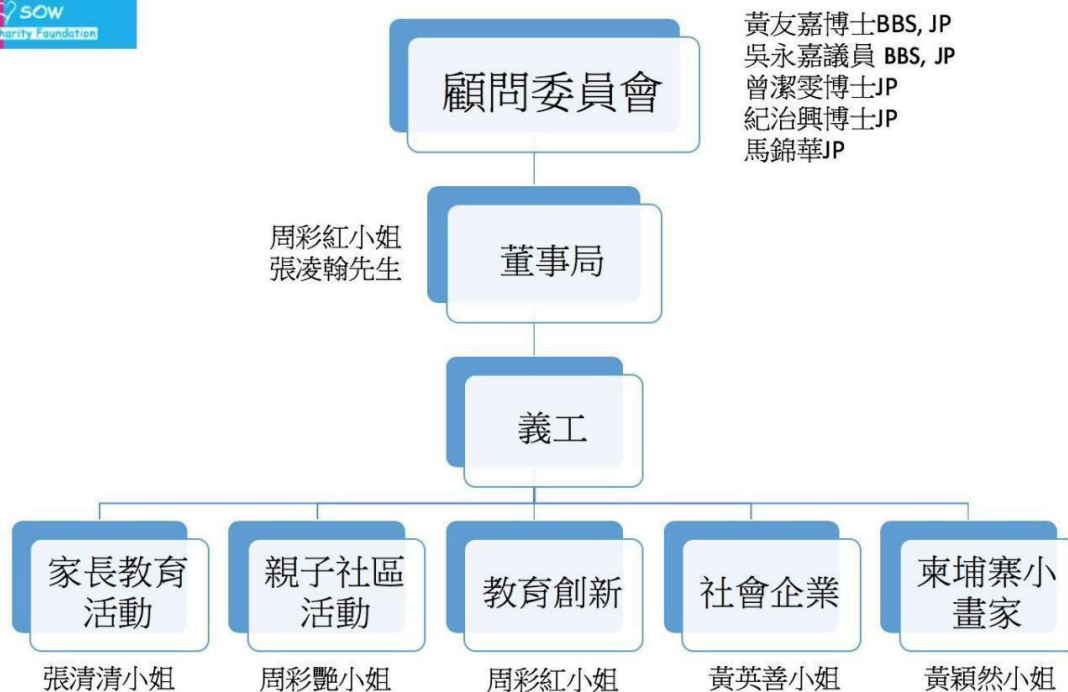 SOW
harity Foundation
黃友嘉博士BBS, JP
吳永嘉議員 BBS, JP
曾潔雯博士JP
紀治興博士JP
馬錦華JP
顧問委員會
周彩紅小姐
張凌翰先生
董事局
義工
家長教育
活動
親子社區
活動
教育創新
社會企業
柬埔寨小
畫家
張清清小姐
周彩艷小姐
周彩紅小姐
黃英善小姐
黃穎然小姐